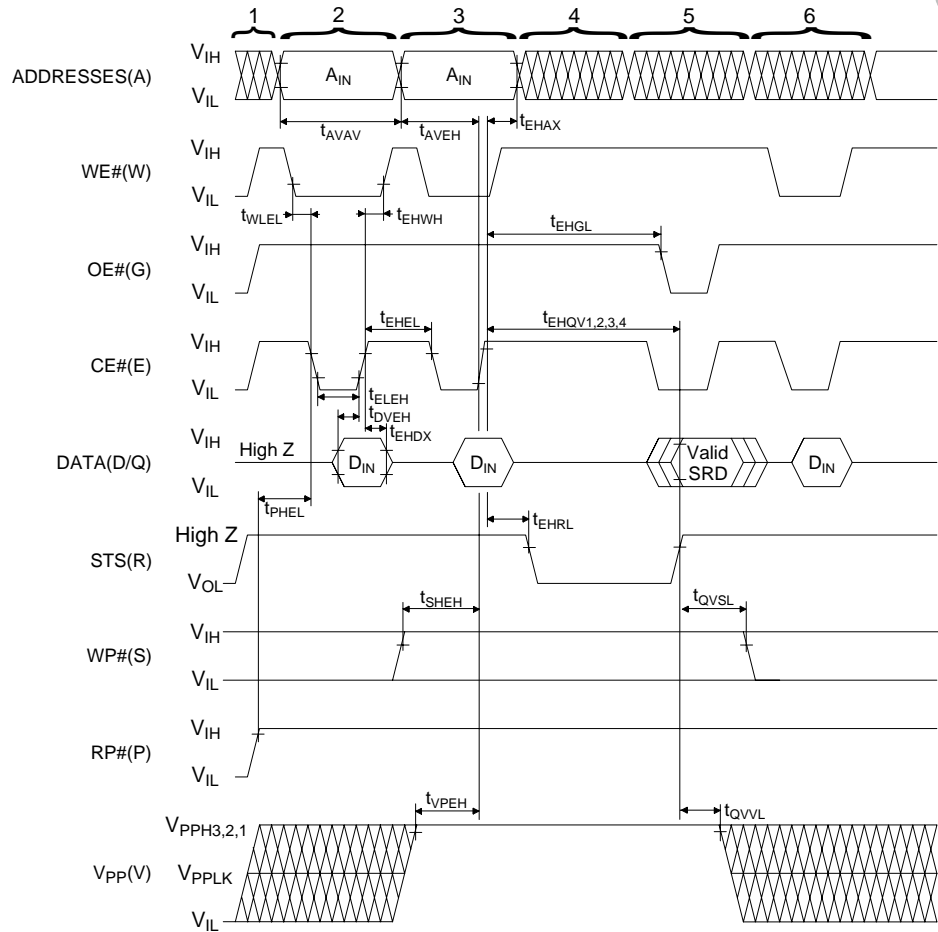 1 2 3 4 5 6
ADDRESSES(A) VIH AIN AIN
VIL
tAVAV tAVEH tEHAX
WE#(W) VIH
VIL
tWLEL tEHWH
tEHGL
OE#(G) VIH
VIL
tEHEL tEHQV1,2,3,4
CE#(E) VIH
VIL
tELEH
tDVEH
tEHDX
DATA(D/Q) VIH High Z DIN DIN Valid SRD DIN
VIL
tPHEL
tEHRL
STS(R) High Z
VOL
tSHEH tQVSL
WP#(S) VIH
VIL
RP#(P) VIH
VIL
tVPEH tQVVL
VPP(V) VPPH3,2,1
VPPLK
VIL